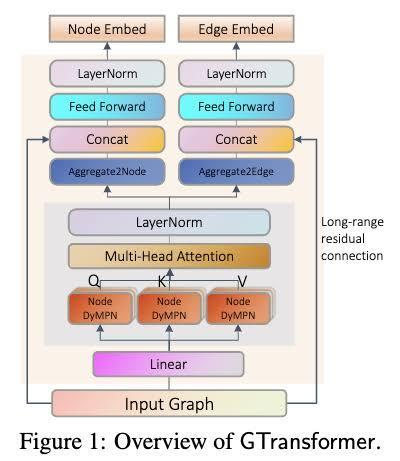 Node Embed Edge Embed
LayerNorm LayerNorm
Feed Forward Feed Forward
Concat Concat
Aggregate2Node Aggregate2Edge
LayerNorm
Long-range
residual
connection
Multi-Head Attention
Q K V
Node Node Node
DyMPN DyMPN DyMPN
Linear
Input Graph
Figure 1: Overview of GTransformer.